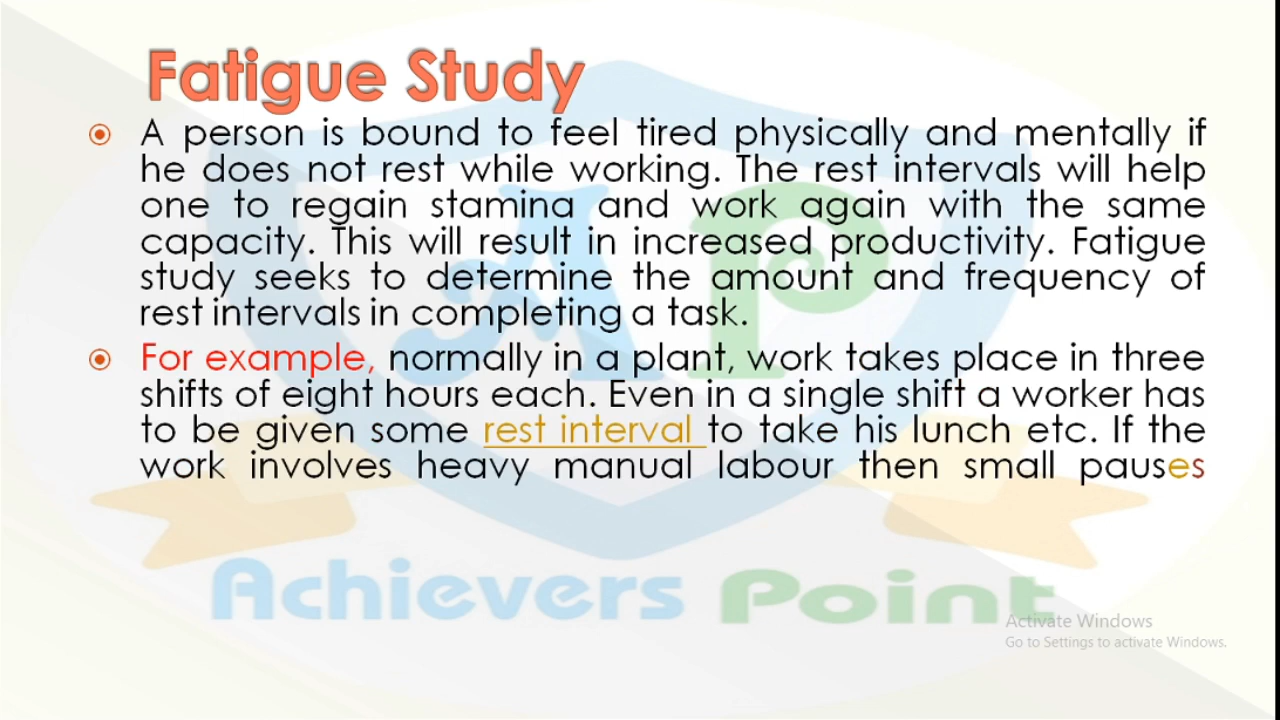 Fatigue Study
A person is bound to feel tired physically and mentally if
he does not rest while working. The rest intervals will help
one to regain stamina and work again with the same
capacity. This will result in increased productivity. Fatigue
study seeks to determine the amount and frequency of
rest intervals in completing a task.
For example, normally in a plant, work takes place in three
shifts of eight hours each. Even in a single shift a worker has
to be given some rest interval to take his lunch etc. If the
work involves heavy manual labour then small pauses
AP
Achievers Point
Activate Windows
Go to Settings to activate Windows.